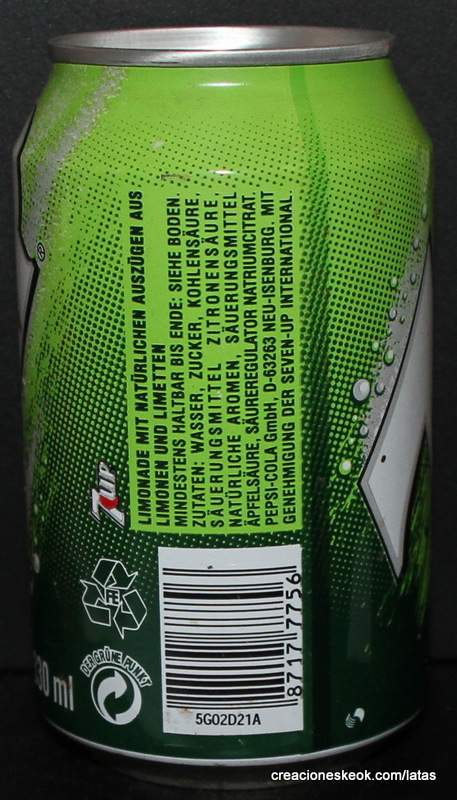 7UP
LIMONADE MIT NATÜRLICHEN AUSZÜGEN AUS
LIMONEN UND LIMETTEN
MINDESTENS HALTBAR BIS ENDE: SIEHE BODEN.
ZUTATEN: WASSER, ZUCKER, KOHLENSÄURE,
SÄUERUNGSMITTEL ZITRONENSÄURE,
NATÜRLICHE AROMEN, SÄUERUNGSMITTEL
ÄPFELSÄURE, SÄUREREGULATOR NATRIUMCITRAT.
PEPSI-COLA GmbH, D-63263 NEU-ISENBURG. MIT
GENEHMIGUNG DER SEVEN-UP INTERNATIONAL.
FE
DER GRÜNE PUNKT
30 ml
8717 7756
5G02D21A
®
creacioneskeok.com/latas